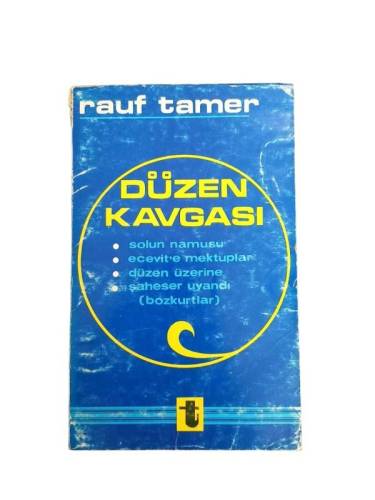 rauf tamer
DÜZEN
KAVGASI
• solun namusu
• ecevit'e mektuplar
• düzen üzerine
• şaheser uyandı
(bozkurtlar)
t